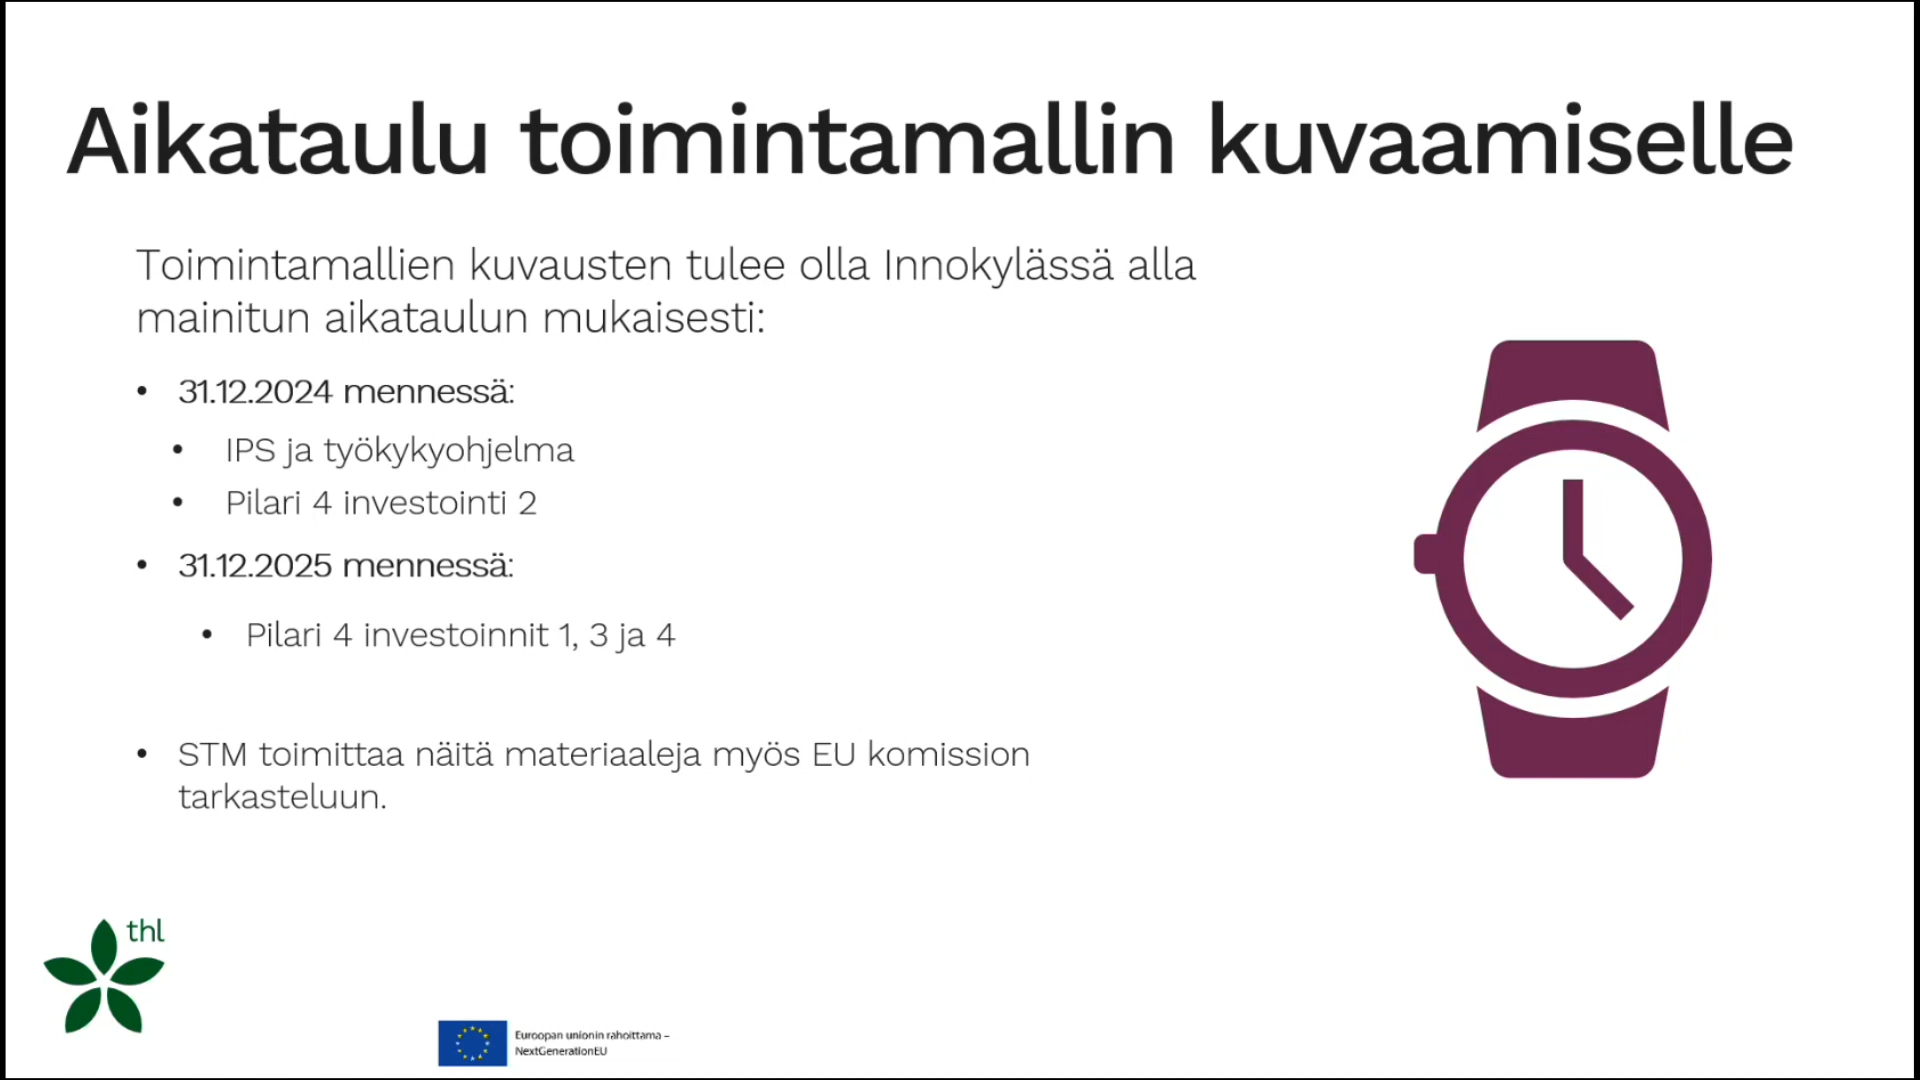 Aikataulu toimintamallin kuvaamiselle
Toimintamallien kuvausten tulee olla Innokylässä alla
mainitun aikataulun mukaisesti:
• 31.12.2024 mennessä:
• IPS ja työkykyohjelma
• Pilari 4 investointi 2
• 31.12.2025 mennessä:
• Pilari 4 investoinnit 1, 3 ja 4
• STM toimittaa näitä materiaaleja myös EU komission
tarkasteluun.
thl
Euroopan unionin rahoittama –
NextGenerationEU